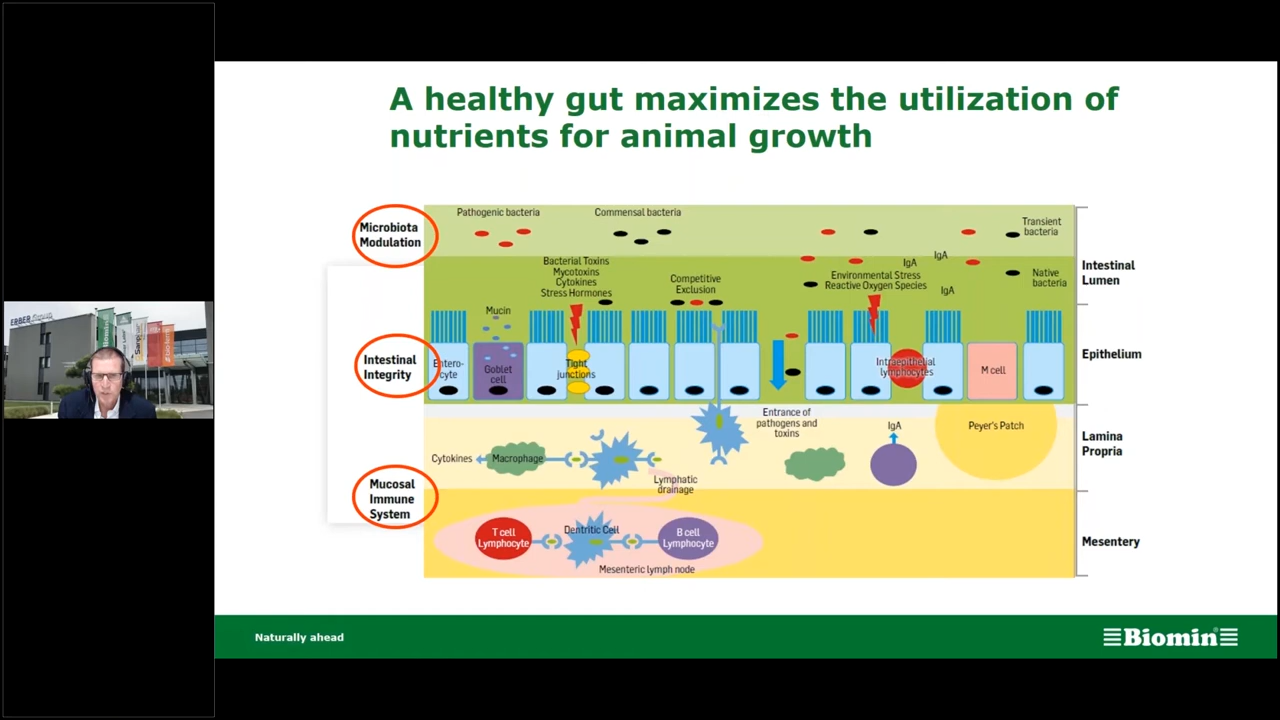 A healthy gut maximizes the utilization of
nutrients for animal growth
Microbiota
Modulation
Intestinal
Integrity
Mucosal
Immune
System
Pathogenic bacteria
Commensal bacteria
Transient
bacteria
Bacterial Toxins
Mycotoxins
Cytokines
Stress Hormones
Competitive
Exclusion
IgA
IgA
IgA
Environmental Stress
Reactive Oxygen Species
Native
bacteria
Mucin
Entero-
cyte
Goblet
cell
Tight
junctions
Intraepithelial
lymphocytes
M cell
Entrance of
pathogens and
toxins
IgA
Peyer's Patch
Cytokines
Macrophage
Lymphatic
drainage
T cell
Lymphocyte
Dentritic Cell
B cell
Lymphocyte
Mesenteric lymph node
Intestinal
Lumen
Epithelium
Lamina
Propria
Mesentery
Naturally ahead
Biomin®
ERBER